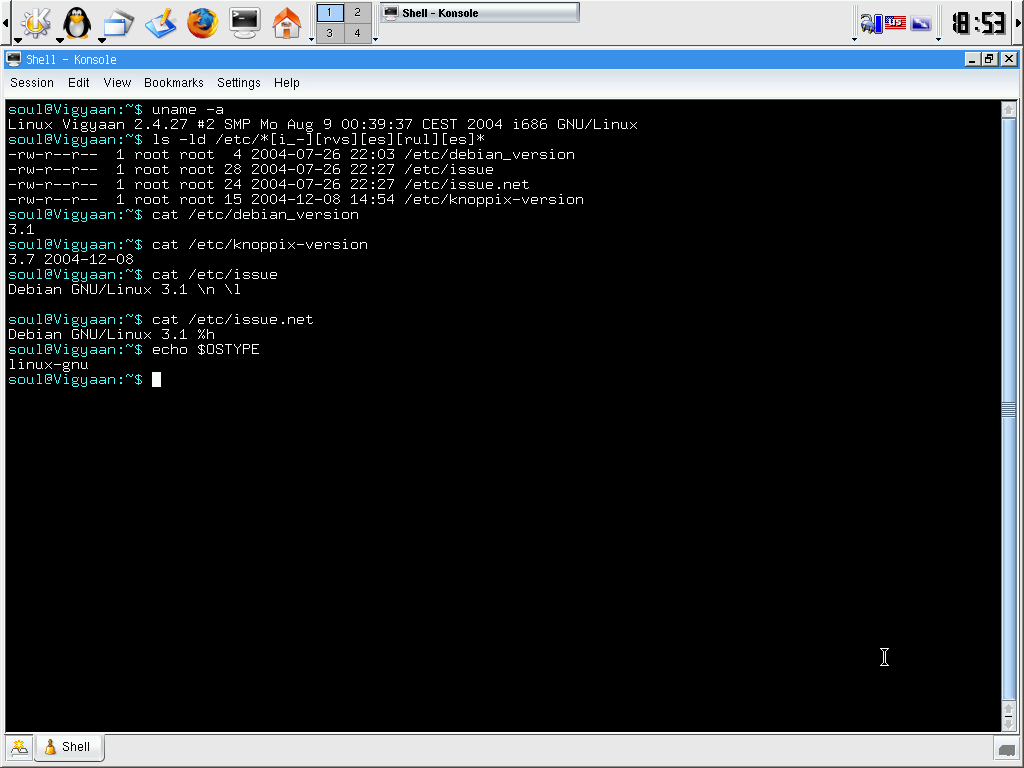 1 2
3 4
Shell - Konsole
US
18:53
Shell - Konsole
Session Edit View Bookmarks Settings Help
soul@Vigyaan:~$ uname -a
Linux Vigyaan 2.4.27 #2 SMP Mo Aug 9 00:39:37 CEST 2004 i686 GNU/Linux
soul@Vigyaan:~$ ls -ld /etc/*[i_-][rvs][es][rul][es]*
-rw-r--r--  1 root root  4 2004-07-26 22:03 /etc/debian_version
-rw-r--r--  1 root root 28 2004-07-26 22:27 /etc/issue
-rw-r--r--  1 root root 24 2004-07-26 22:27 /etc/issue.net
-rw-r--r--  1 root root 15 2004-12-08 14:54 /etc/knoppix-version
soul@Vigyaan:~$ cat /etc/debian_version
3.1
soul@Vigyaan:~$ cat /etc/knoppix-version
3.7 2004-12-08
soul@Vigyaan:~$ cat /etc/issue
Debian GNU/Linux 3.1 \n \l
soul@Vigyaan:~$ cat /etc/issue.net
Debian GNU/Linux 3.1 %h
soul@Vigyaan:~$ echo $OSTYPE
linux-gnu
soul@Vigyaan:~$
Shell